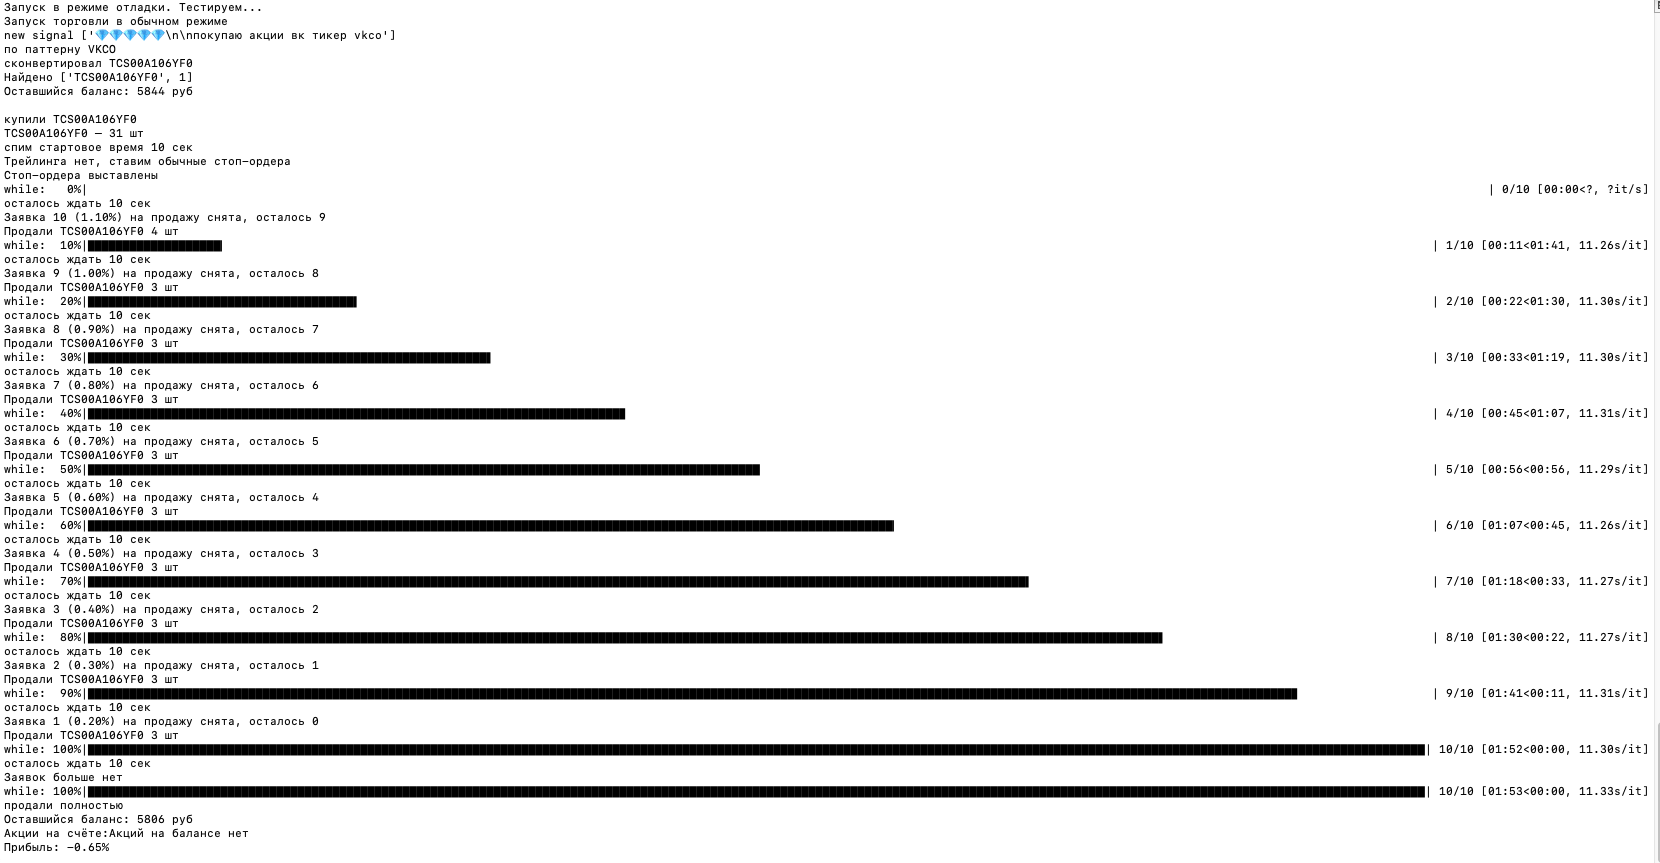 Запуск в режиме отладки. Тестируем...
Запуск торговли в обычном режиме
new signal ['💎💎💎💎💎\n\nпокупаю акции вк тикер vkco']
по паттерну VKCO
сконвертировал TCS00A106YF0
Найдено ['TCS00A106YF0', 1]
Оставшийся баланс: 5844 руб

купили TCS00A106YF0
TCS00A106YF0 — 31 шт
спим стартовое время 10 сек
Трейлинга нет, ставим обычные стоп-ордера
Стоп-ордера выставлены
while:   0%| | 0/10 [00:00<?, ?it/s]
осталось ждать 10 сек
Заявка 10 (1.10%) на продажу снята, осталось 9
Продали TCS00A106YF0 4 шт
while:  10%| | 1/10 [00:11<01:41, 11.26s/it]
осталось ждать 10 сек
Заявка 9 (1.00%) на продажу снята, осталось 8
Продали TCS00A106YF0 3 шт
while:  20%| | 2/10 [00:22<01:30, 11.30s/it]
осталось ждать 10 сек
Заявка 8 (0.90%) на продажу снята, осталось 7
Продали TCS00A106YF0 3 шт
while:  30%| | 3/10 [00:33<01:19, 11.30s/it]
осталось ждать 10 сек
Заявка 7 (0.80%) на продажу снята, осталось 6
Продали TCS00A106YF0 3 шт
while:  40%| | 4/10 [00:45<01:07, 11.31s/it]
осталось ждать 10 сек
Заявка 6 (0.70%) на продажу снята, осталось 5
Продали TCS00A106YF0 3 шт
while:  50%| | 5/10 [00:56<00:56, 11.29s/it]
осталось ждать 10 сек
Заявка 5 (0.60%) на продажу снята, осталось 4
Продали TCS00A106YF0 3 шт
while:  60%| | 6/10 [01:07<00:45, 11.26s/it]
осталось ждать 10 сек
Заявка 4 (0.50%) на продажу снята, осталось 3
Продали TCS00A106YF0 3 шт
while:  70%| | 7/10 [01:18<00:33, 11.27s/it]
осталось ждать 10 сек
Заявка 3 (0.40%) на продажу снята, осталось 2
Продали TCS00A106YF0 3 шт
while:  80%| | 8/10 [01:30<00:22, 11.27s/it]
осталось ждать 10 сек
Заявка 2 (0.30%) на продажу снята, осталось 1
Продали TCS00A106YF0 3 шт
while:  90%| | 9/10 [01:41<00:11, 11.31s/it]
осталось ждать 10 сек
Заявка 1 (0.20%) на продажу снята, осталось 0
Продали TCS00A106YF0 3 шт
while: 100%| | 10/10 [01:52<00:00, 11.30s/it]
осталось ждать 10 сек
Заявок больше нет
while: 100%| | 10/10 [01:53<00:00, 11.33s/it]
продали полностью
Оставшийся баланс: 5806 руб
Акции на счёте:Акций на балансе нет
Прибыль: -0.65%